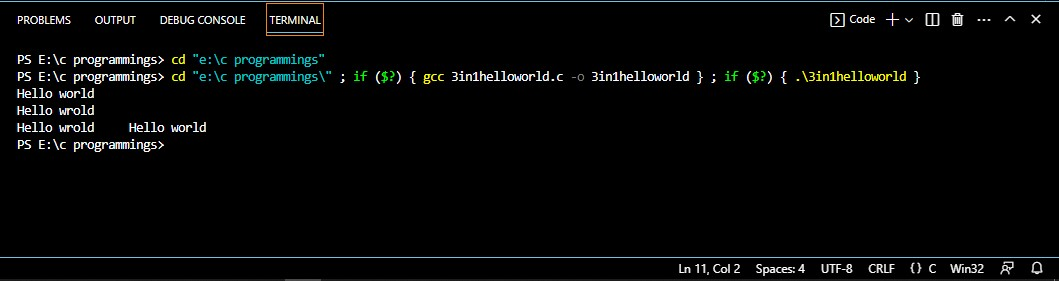 PROBLEMS OUTPUT DEBUG CONSOLE TERMINAL Code
PS E:\c programmings> cd "e:\c programmings"
PS E:\c programmings> cd "e:\c programmings\" ; if ($?) { gcc 3in1helloworld.c -o 3in1helloworld } ; if ($?) { .\3in1helloworld }
Hello world
Hello wrold
Hello wrold    Hello world
PS E:\c programmings>
Ln 11, Col 2 Spaces: 4 UTF-8 CRLF {} C Win32